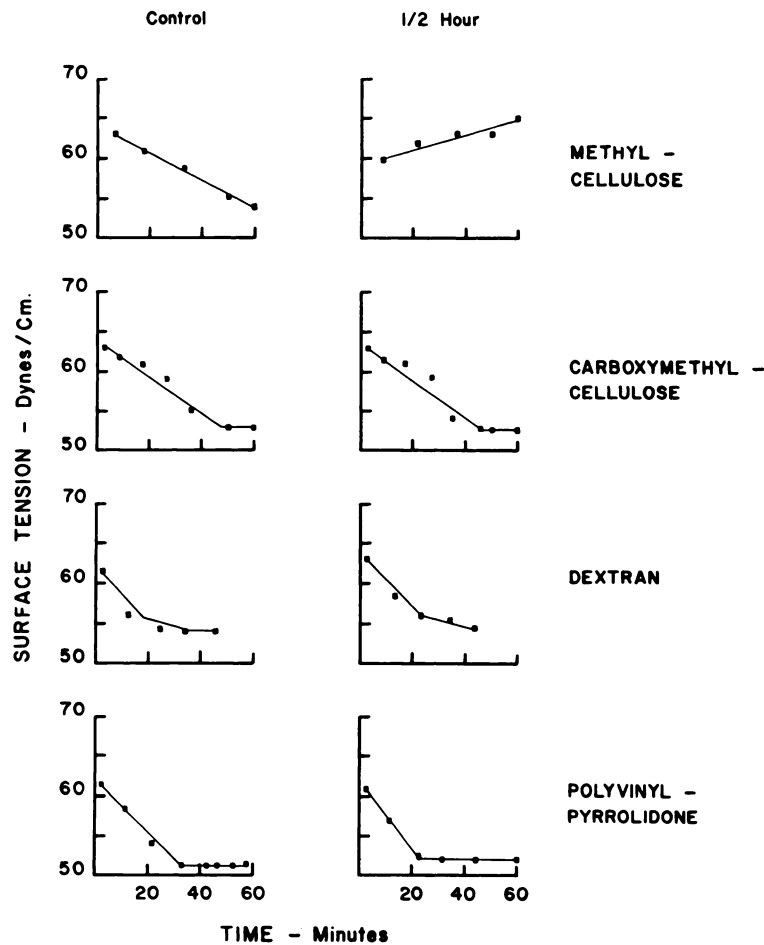 Control
1/2 Hour
70
60
50
METHYL –
CELLULOSE
70
60
50
CARBOXYMETHYL –
CELLULOSE
70
60
50
DEXTRAN
70
60
50
POLYVINYL –
PYRROLIDONE
20 40 60
20 40 60
SURFACE TENSION – Dynes/Cm.
TIME – Minutes